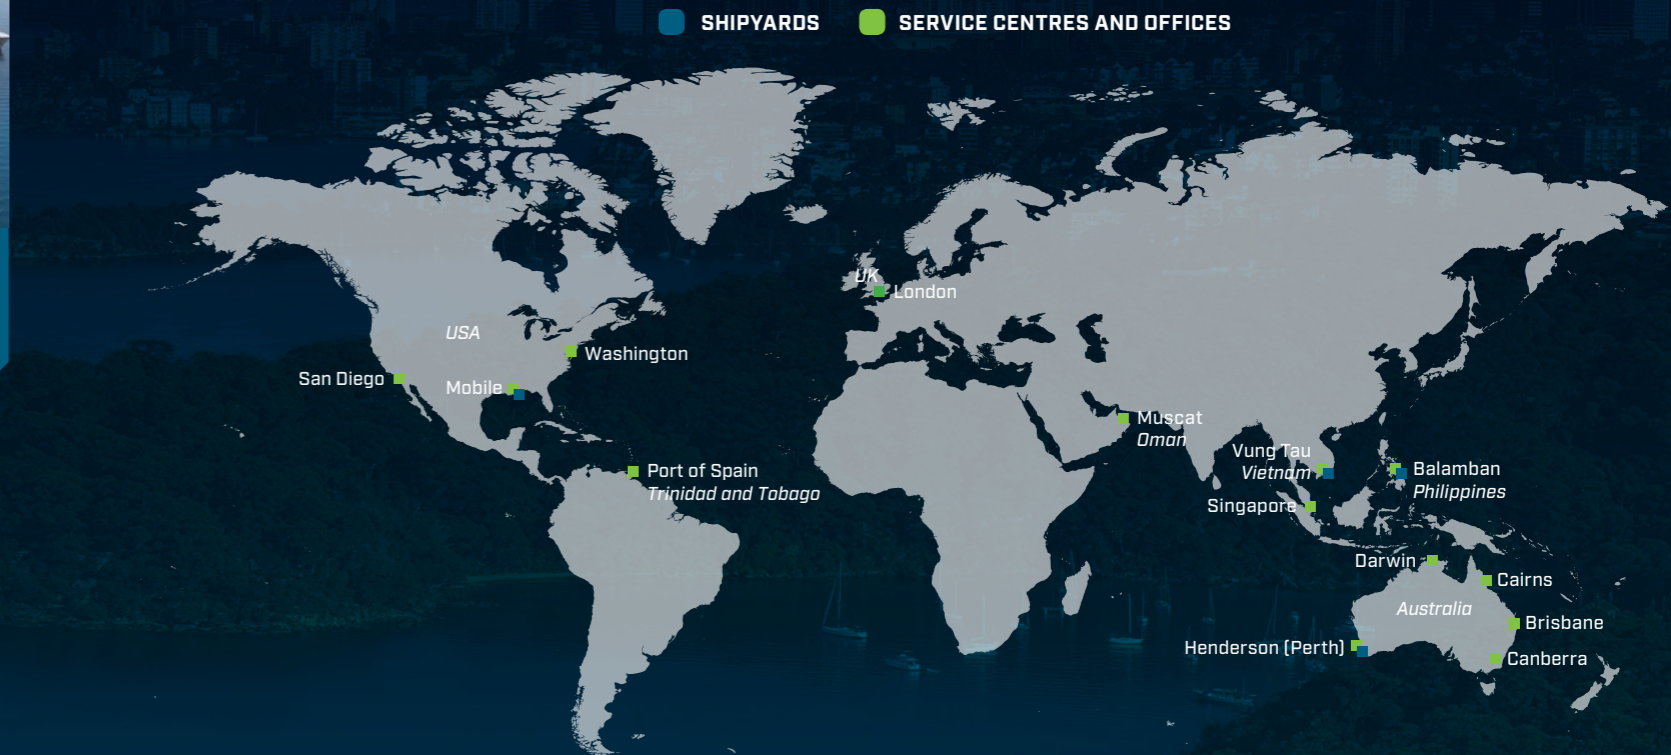 SHIPYARDS
SERVICE CENTRES AND OFFICES
UK
London
USA
Washington
San Diego
Mobile
Muscat
Oman
Vung Tau
Vietnam
Balamban
Philippines
Port of Spain
Trinidad and Tobago
Singapore
Darwin
Cairns
Australia
Brisbane
Henderson (Perth)
Canberra